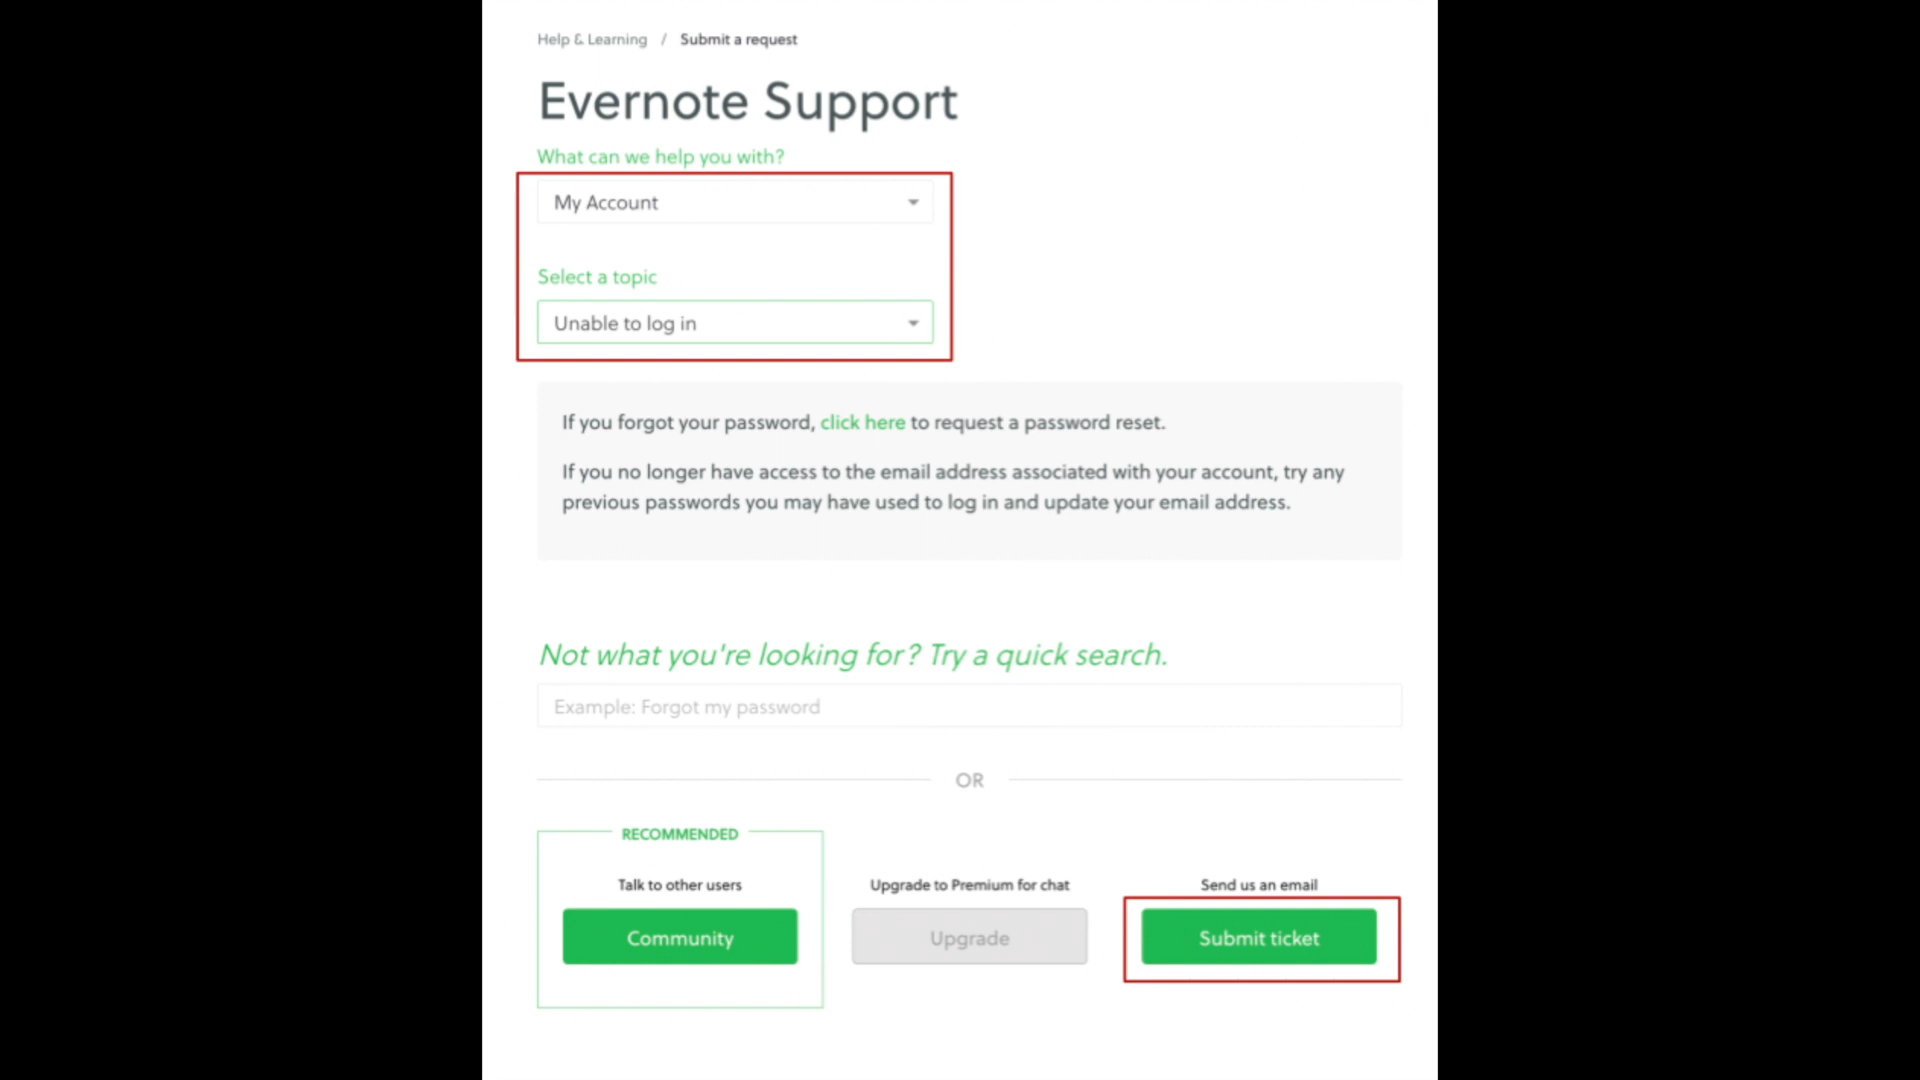 Help & Learning / Submit a request
Evernote Support
What can we help you with?
My Account
Select a topic
Unable to log in
If you forgot your password, click here to request a password reset.
If you no longer have access to the email address associated with your account, try any
previous passwords you may have used to log in and update your email address.
Not what you're looking for? Try a quick search.
Example: Forgot my password
OR
RECOMMENDED
Talk to other users
Community
Upgrade to Premium for chat
Upgrade
Send us an email
Submit ticket